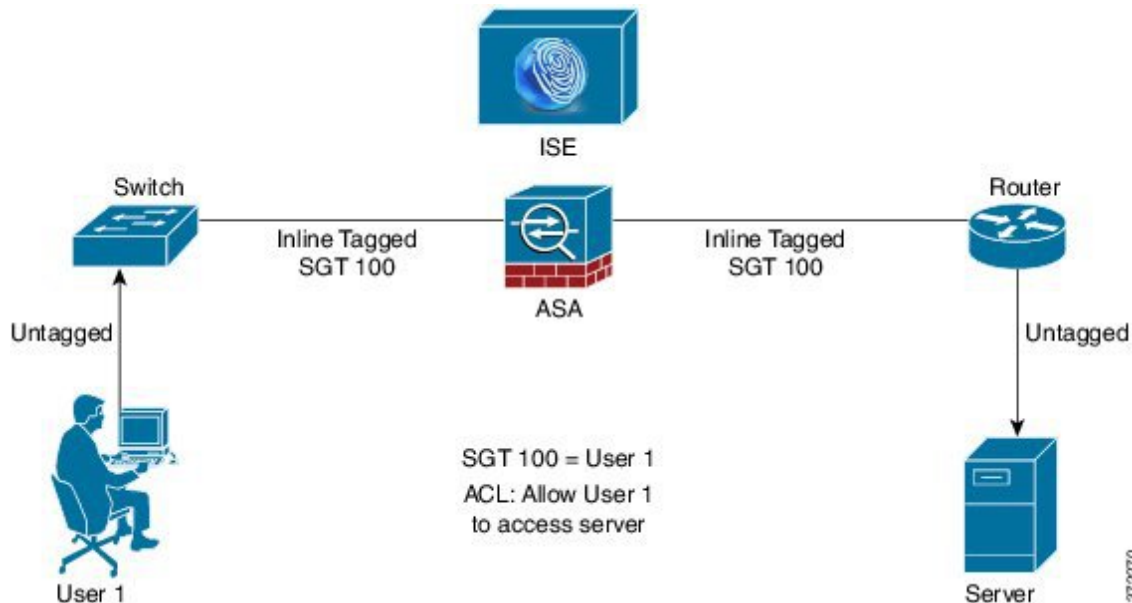 ISE
Switch
Router
Inline Tagged
SGT 100
Inline Tagged
SGT 100
ASA
Untagged
Untagged
SGT 100 = User 1
ACL: Allow User 1
to access server
User 1
Server